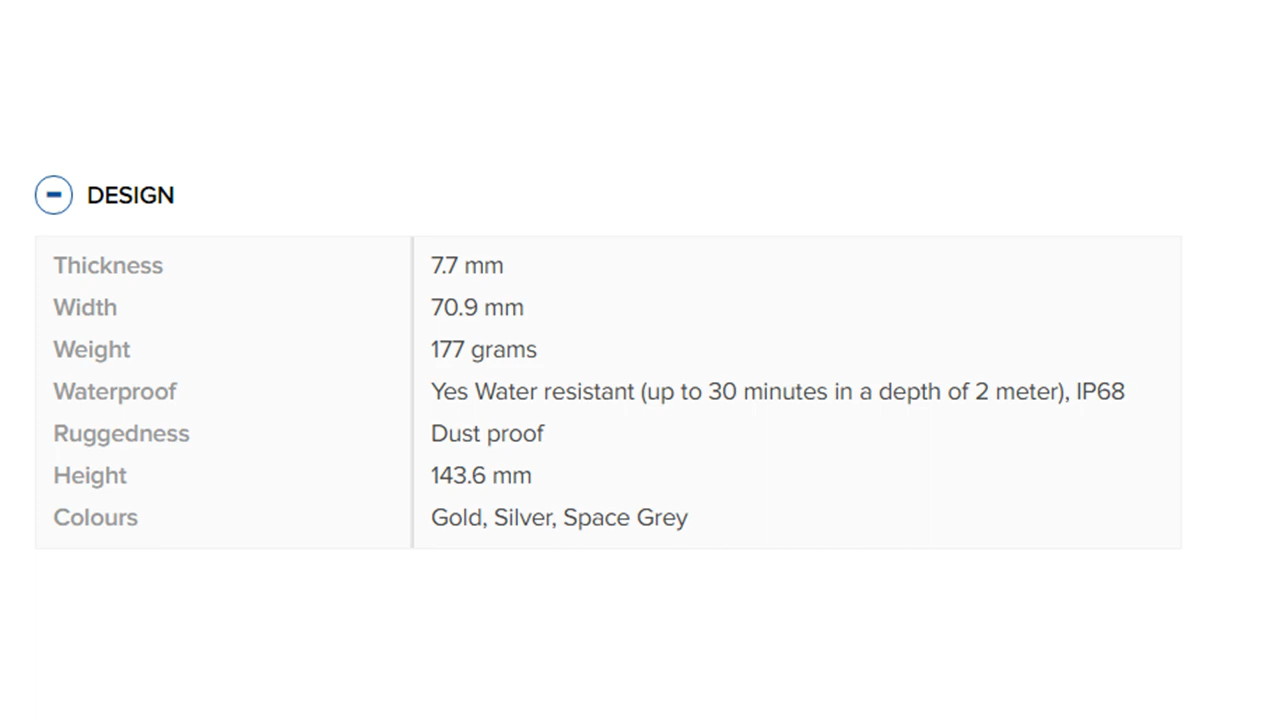 DESIGN
Thickness 7.7 mm
Width 70.9 mm
Weight 177 grams
Waterproof Yes Water resistant (up to 30 minutes in a depth of 2 meter), IP68
Ruggedness Dust proof
Height 143.6 mm
Colours Gold, Silver, Space Grey